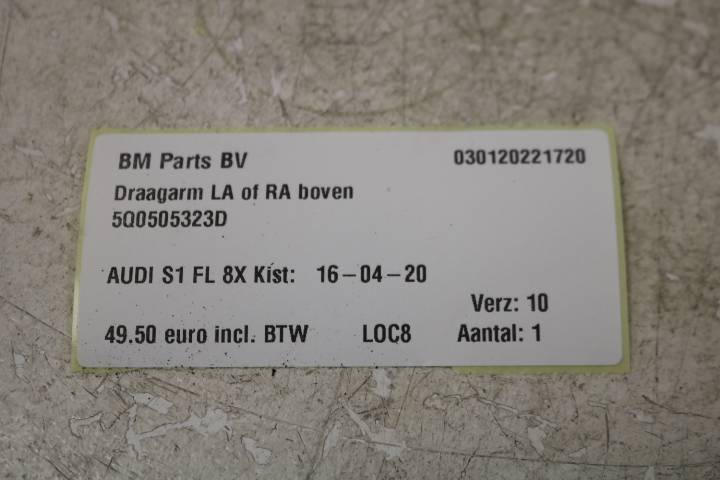 BM Parts BV 030120221720
Draagarm LA of RA boven
5Q0505323D
AUDI S1 FL 8X Kist: 16-04-20
Verz: 10
49.50 euro incl. BTW LOC8 Aantal: 1